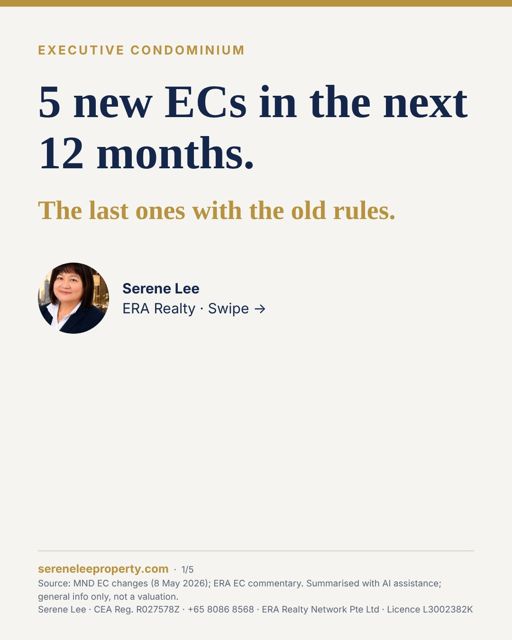 EXECUTIVE CONDOMINIUM
5 new ECs in the next
12 months.
The last ones with the old rules.
Serene Lee
ERA Realty · Swipe →
sereneleeproperty.com · 1/5
Source: MND EC changes (8 May 2026); ERA EC commentary. Summarised with AI assistance;
general info only, not a valuation.
Serene Lee · CEA Reg. R027578Z · +65 8086 8568 · ERA Realty Network Pte Ltd · Licence L3002382K